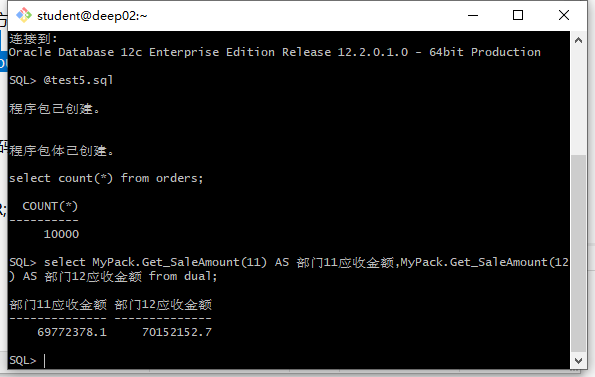 student@deep02:~
连接到:
Oracle Database 12c Enterprise Edition Release 12.2.0.1.0 - 64bit Production
SQL> @test5.sql
程序包已创建。
程序包体已创建。
select count(*) from orders;
COUNT(*)
----------
10000
SQL> select MyPack.Get_SaleAmount(11) AS 部门11应收金额,MyPack.Get_SaleAmount(12
) AS 部门12应收金额 from dual;
部门11应收金额 部门12应收金额
-------------- --------------
69772378.1 70152152.7
SQL>